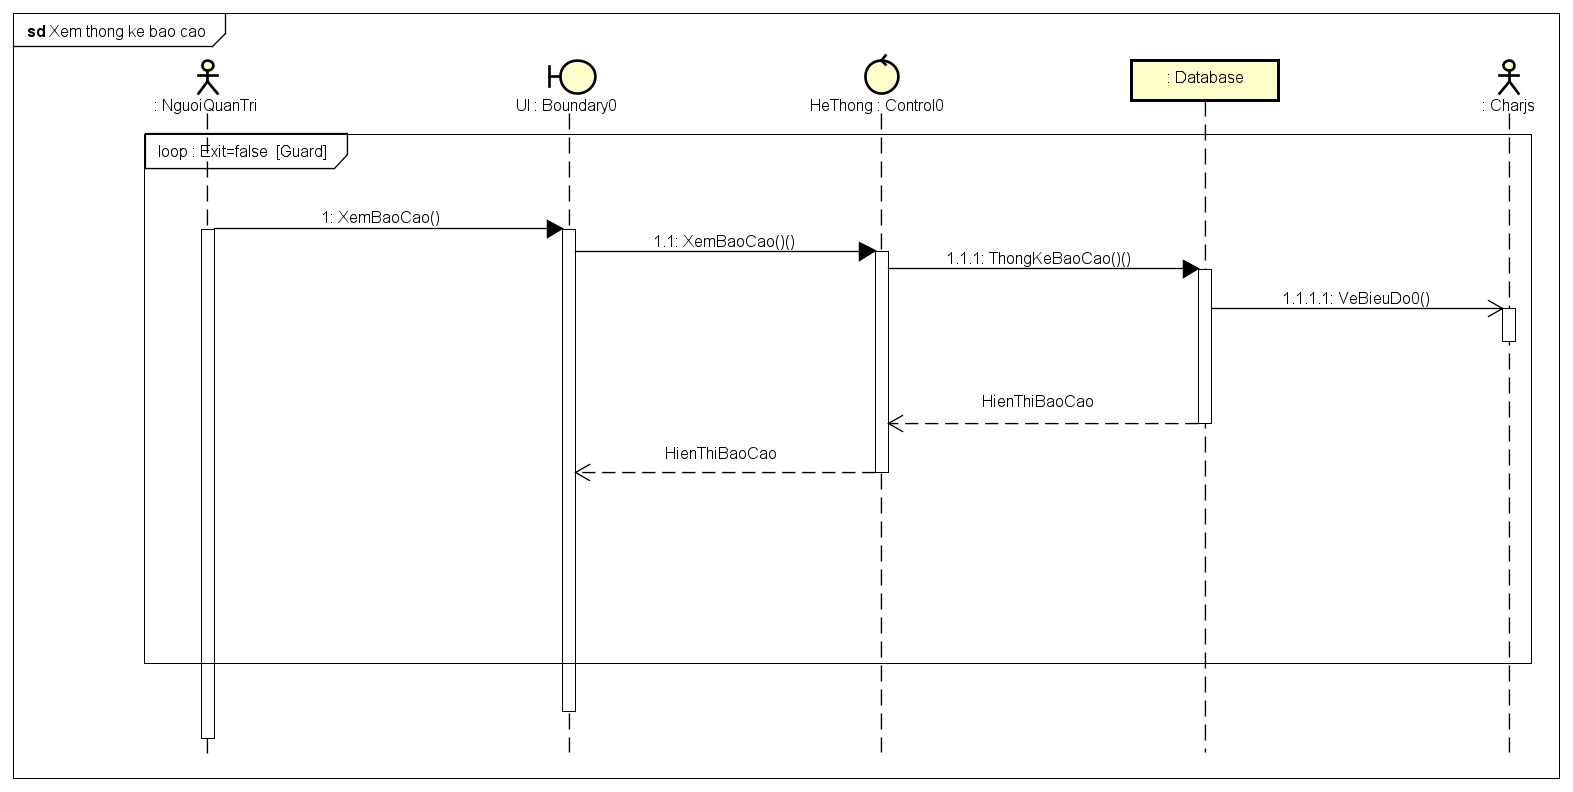 sd Xem thong ke bao cao
: NguoiQuanTri
UI : Boundary0
HeThong : Control0
: Database
: Charjs
loop : Exit=false [Guard]
1: XemBaoCao()
1.1: XemBaoCao()()
1.1.1: ThongKeBaoCao()()
1.1.1.1: VeBieuDo0()
HienThiBaoCao
HienThiBaoCao